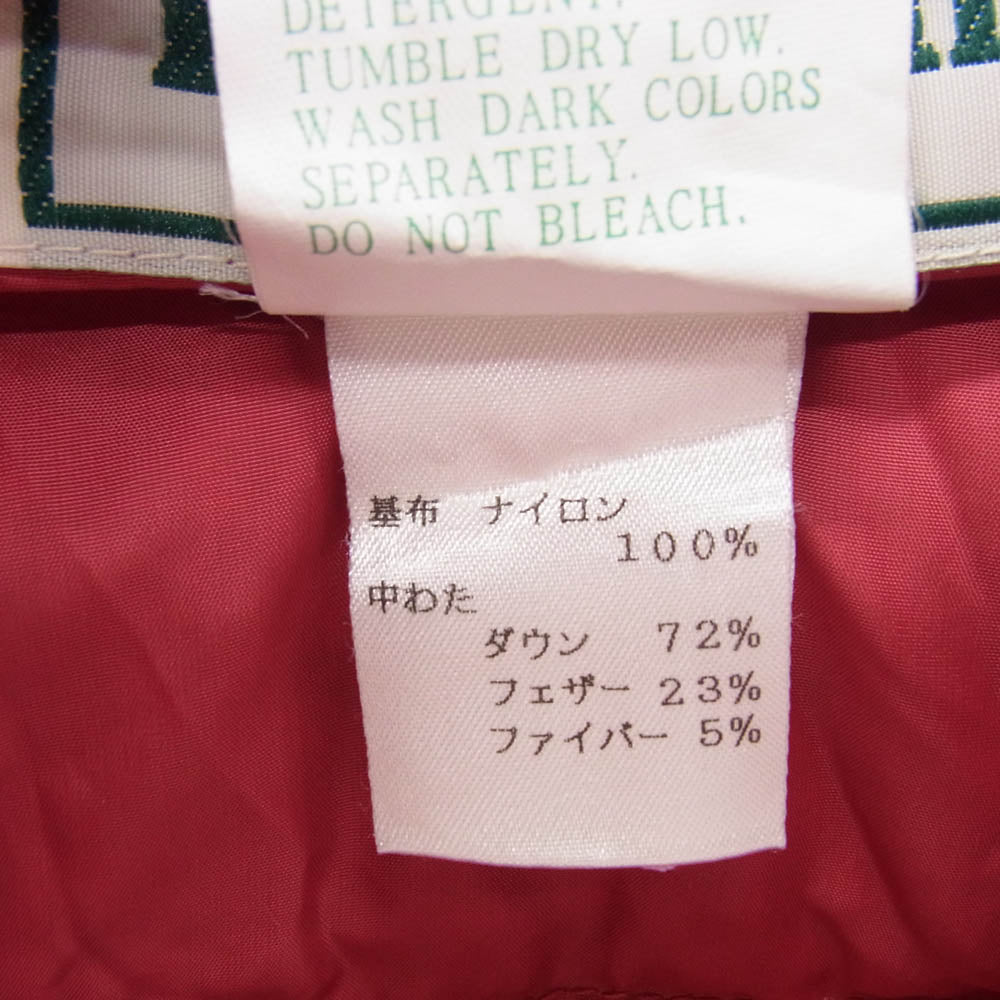 DETERGENT.
TUMBLE DRY LOW.
WASH DARK COLORS
SEPARATELY.
DO NOT BLEACH.
基布 ナイロン
100%
中わた
ダウン 72%
フェザー 23%
ファイバー 5%